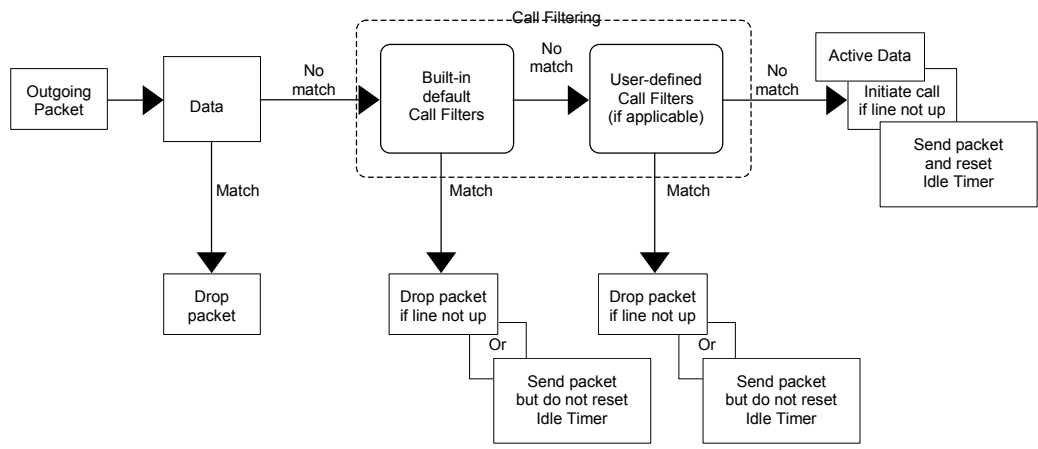 Call Filtering
Outgoing
Packet
Data
No
match
Built-in
default
Call Filters
No
match
User-defined
Call Filters
(if applicable)
No
match
Active Data
Initiate call
if line not up
Send packet
and reset
Idle Timer
Match
Match
Match
Drop
packet
Drop packet
if line not up
Or
Send packet
but do not reset
Idle Timer
Drop packet
if line not up
Or
Send packet
but do not reset
Idle Timer